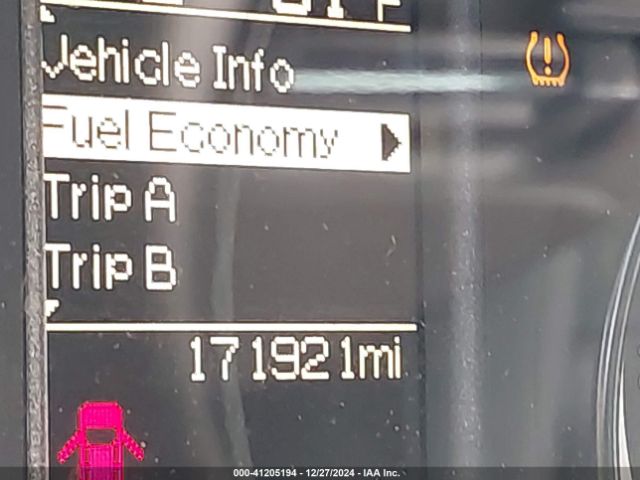 Vehicle Info
Fuel Economy
Trip A
Trip B
171921mi
000-41205194 - 12/27/2024 - IAA Inc.